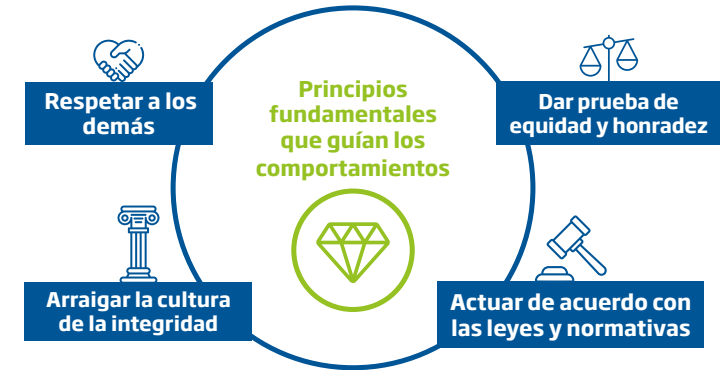 Principios
fundamentales
que guían los
comportamientos
Respetar a los
demás
Dar prueba de
equidad y honradez
Arraigar la cultura
de la integridad
Actuar de acuerdo con
las leyes y normativas